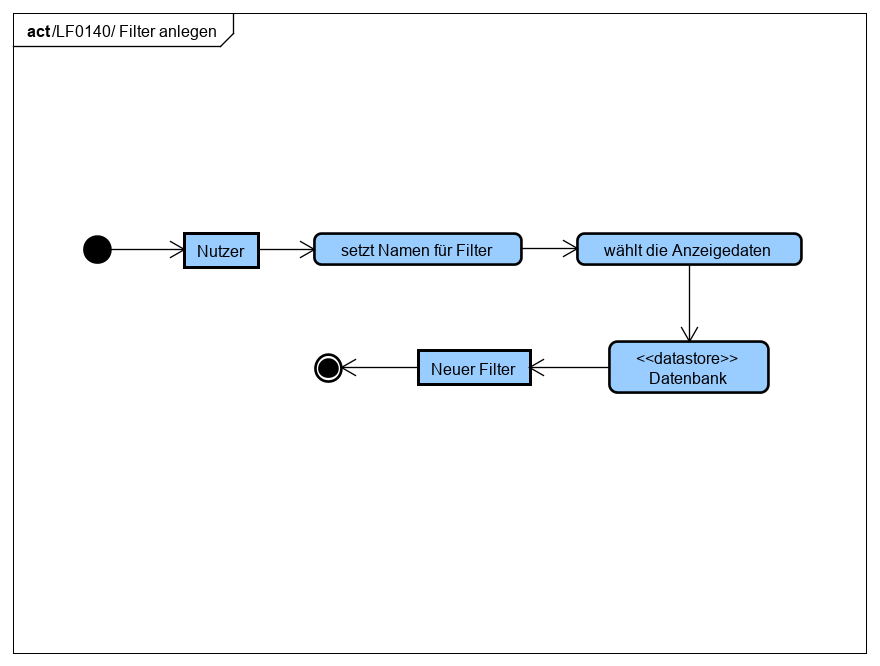 act/LF0140/ Filter anlegen
Nutzer
setzt Namen für Filter
wählt die Anzeigedaten
<<datastore>>
Datenbank
Neuer Filter